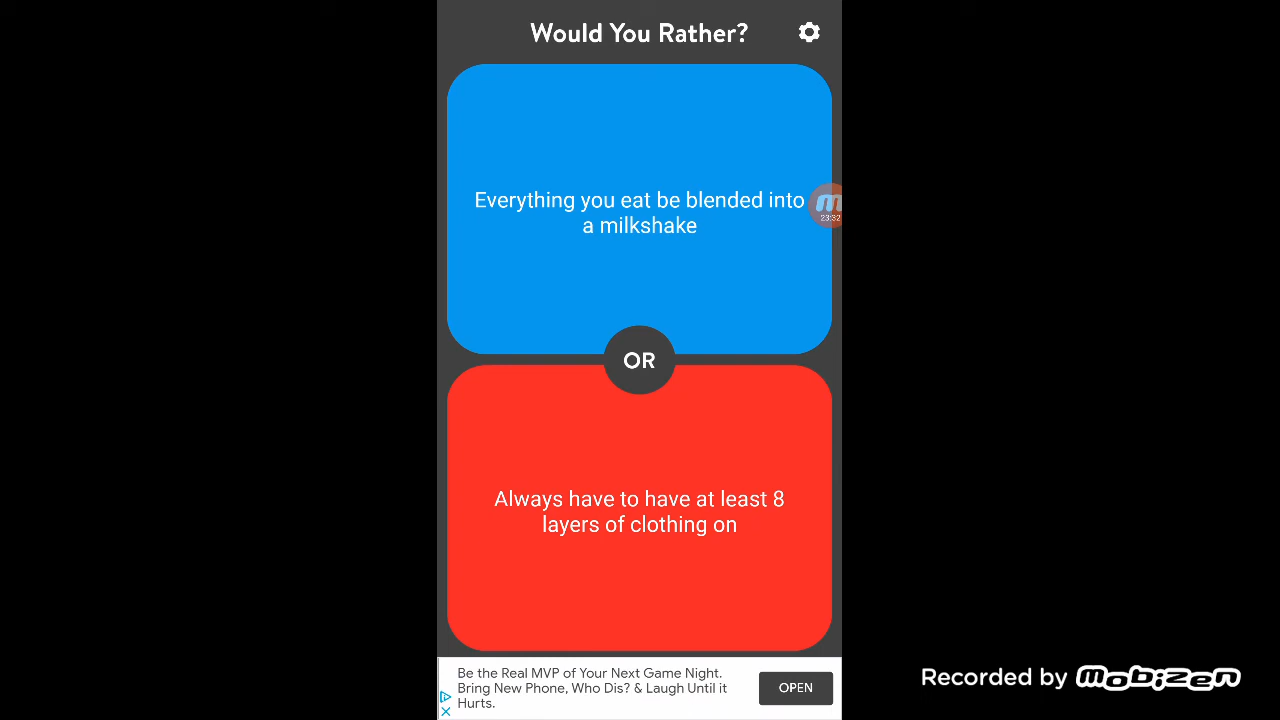 Would You Rather?
Everything you eat be blended into
a milkshake
23:32
OR
Always have to have at least 8
layers of clothing on
Be the Real MVP of Your Next Game Night.
Bring New Phone, Who Dis? & Laugh Until it
Hurts.
OPEN
Recorded by mobizen